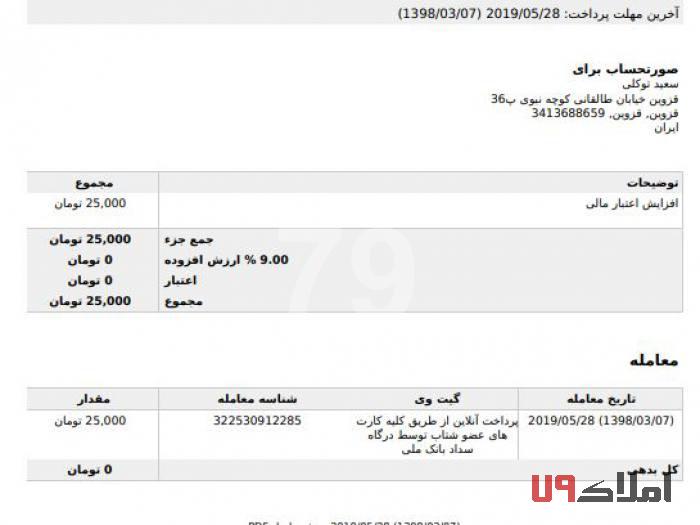 آخرین مهلت پرداخت: 2019/05/28 (1398/03/07)
صورتحساب برای
سعید توکلی
قزوین خیابان طالقانی کوچه نبوی پ36
قزوین, قزوین, 3413688659
ایران
توضیحات مجموع
افزایش اعتبار مالی 25,000 تومان
جمع جزء 25,000 تومان
9.00 % ارزش افزوده 0 تومان
اعتبار 0 تومان
مجموع 25,000 تومان
79
معامله
تاریخ معامله گیت وی شناسه معامله مقدار
2019/05/28 (1398/03/07) پرداخت آنلاین از طریق کلیه کارت 322530912285 25,000 تومان
های عضو شتاب توسط درگاه
سداد بانک ملی
کل بدهی 0 تومان
املاک79